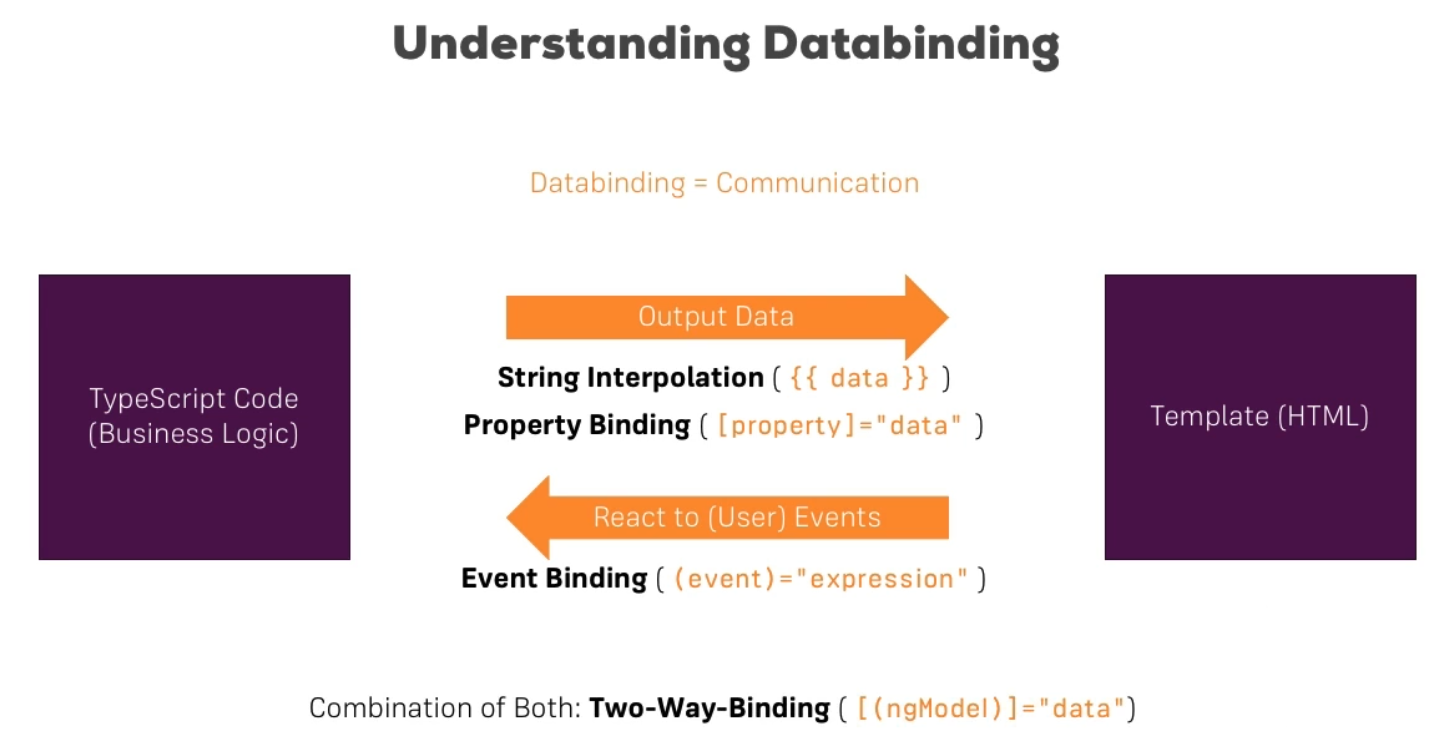 Understanding Databinding
Databinding = Communication
TypeScript Code
(Business Logic)
Output Data
String Interpolation ( {{ data }} )
Property Binding ( [property]="data" )
React to (User) Events
Event Binding ( (event)="expression" )
Template (HTML)
Combination of Both: Two-Way-Binding ( [(ngModel)]="data")